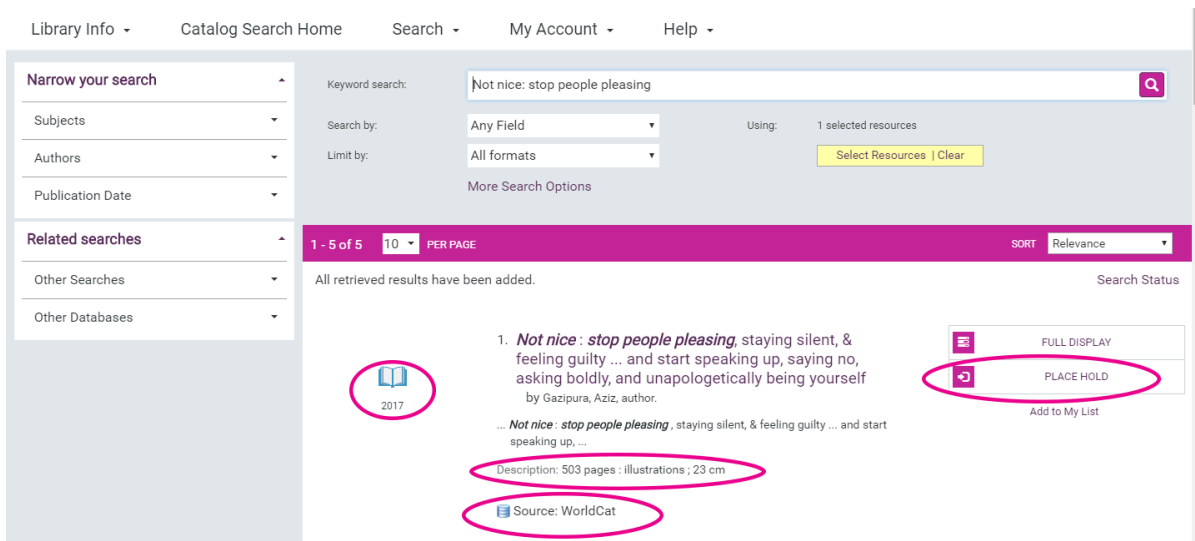 Library Info Catalog Search Home Search My Account Help
Narrow your search
Subjects
Authors
Publication Date
Related searches
Other Searches
Other Databases
Keyword search: Not nice: stop people pleasing
Search by: Any Field Using: 1 selected resources
Limit by: All formats Select Resources | Clear
More Search Options
1 - 5 of 5 10 PER PAGE SORT Relevance
All retrieved results have been added. Search Status
2017
1. Not nice : stop people pleasing, staying silent, &
feeling guilty ... and start speaking up, saying no,
asking boldly, and unapologetically being yourself
by Gazipura, Aziz, author.
... Not nice : stop people pleasing , staying silent, & feeling guilty ... and start
speaking up, ...
Description: 503 pages : illustrations ; 23 cm
Source: WorldCat
FULL DISPLAY
PLACE HOLD
Add to My List